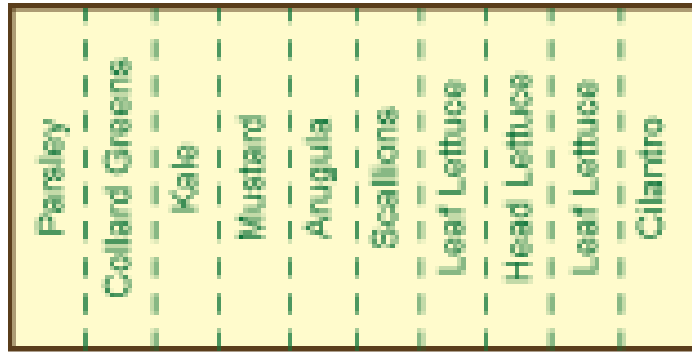 Parsley
Collard Greens
Kale
Mustard
Arugula
Scallions
Leaf Lettuce
Head Lettuce
Leaf Lettuce
Cilantro